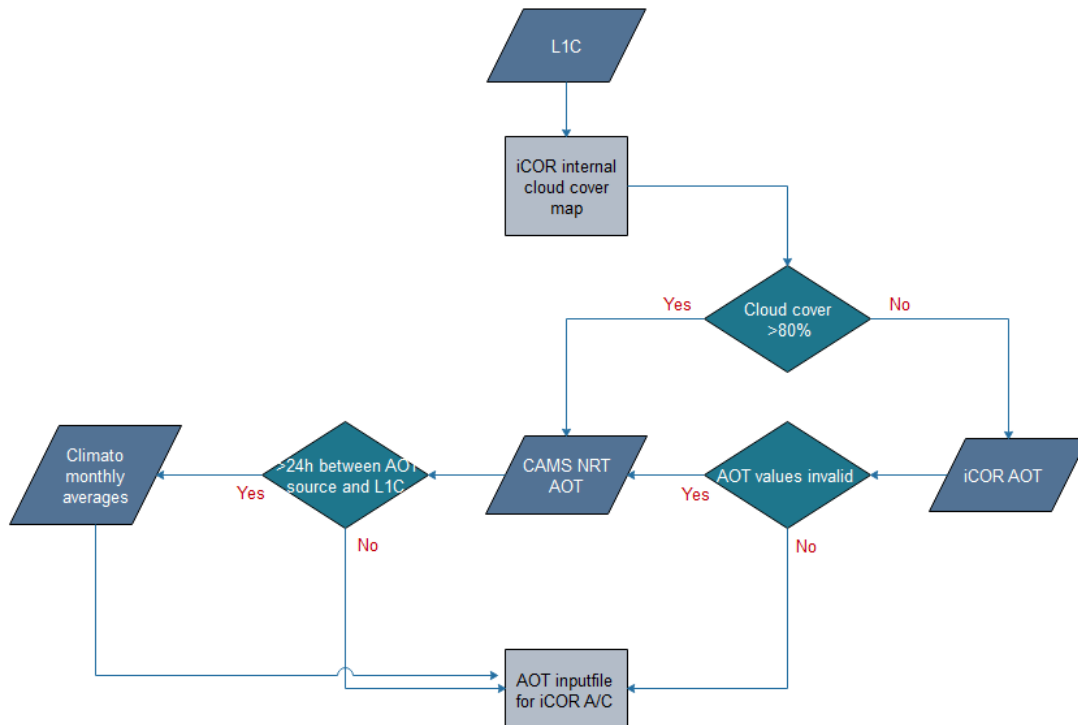 L1C
iCOR internal
cloud cover
map
Yes
No
Cloud cover
>80%
Climato
monthly
averages
>24h between AOT
source and L1C
CAMS NRT
AOT
AOT values invalid
iCOR AOT
Yes
Yes
No
No
AOT inputfile
for iCOR A/C